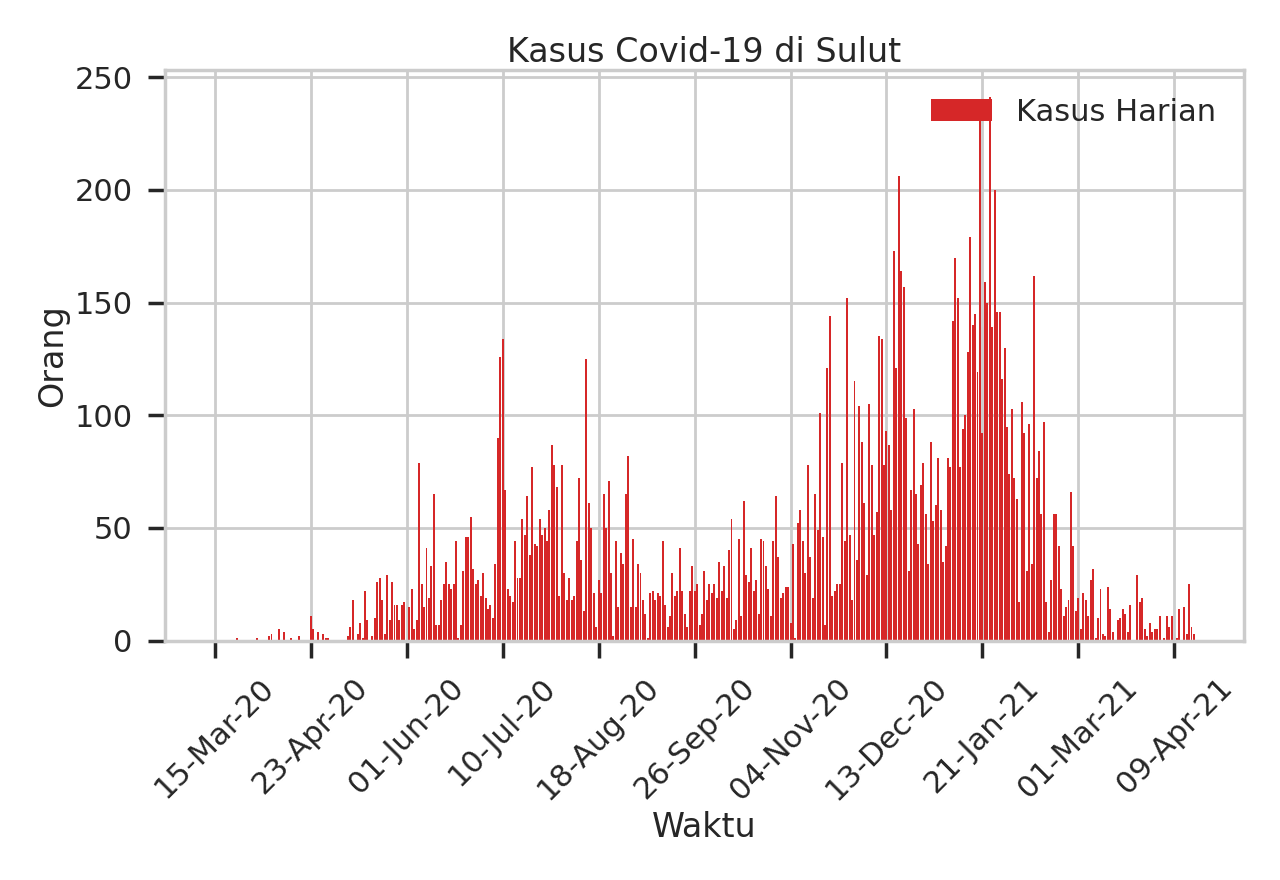 Kasus Covid-19 di Sulut
Kasus Harian
Orang
250
200
150
100
50
0
15-Mar-20
23-Apr-20
01-Jun-20
10-Jul-20
18-Aug-20
26-Sep-20
04-Nov-20
13-Dec-20
21-Jan-21
01-Mar-21
09-Apr-21
Waktu